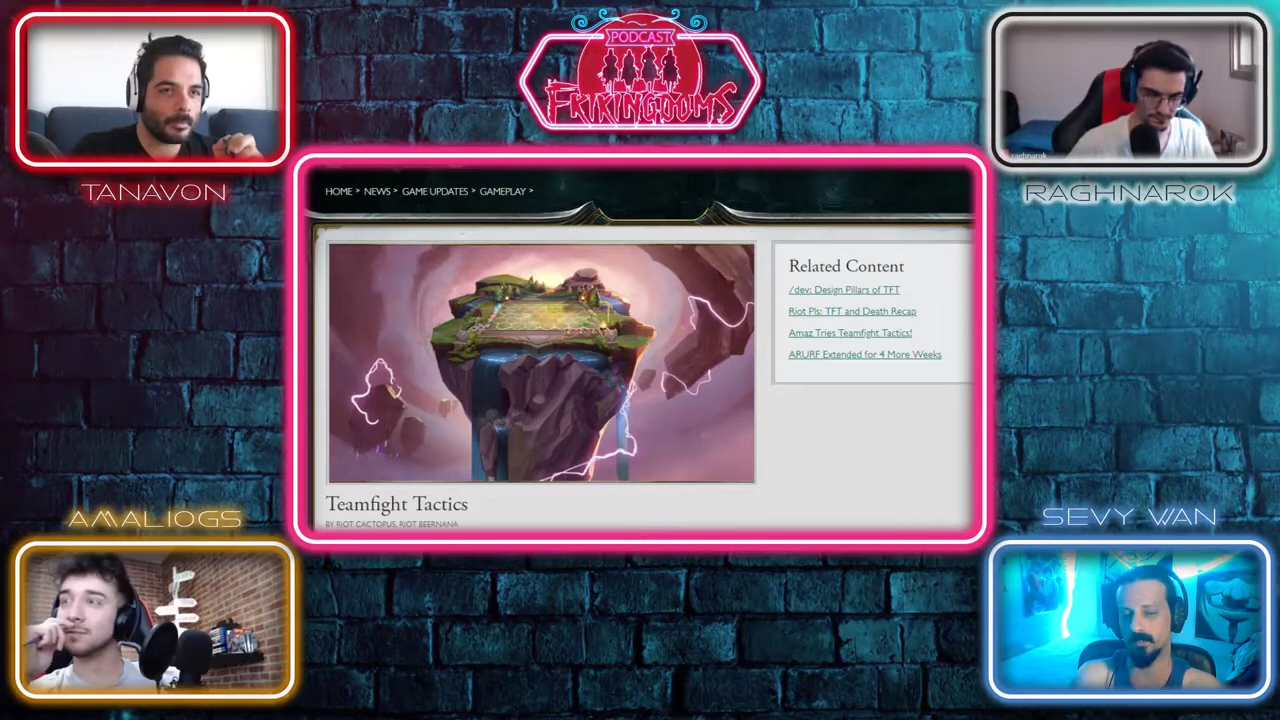 PODCAST
FRIKINGDOMS
TANAVON
RAGHNAROK
raghnarok
HOME > NEWS > GAME UPDATES > GAMEPLAY >
Related Content
/dev: Design Pillars of TFT
Riot Pls: TFT and Death Recap
Amaz Tries Teamfight Tactics!
ARURF Extended for 4 More Weeks
Teamfight Tactics
BY RIOT CACTOPUS, RIOT BEERNANA
AMALIOGS
SEVY WAN